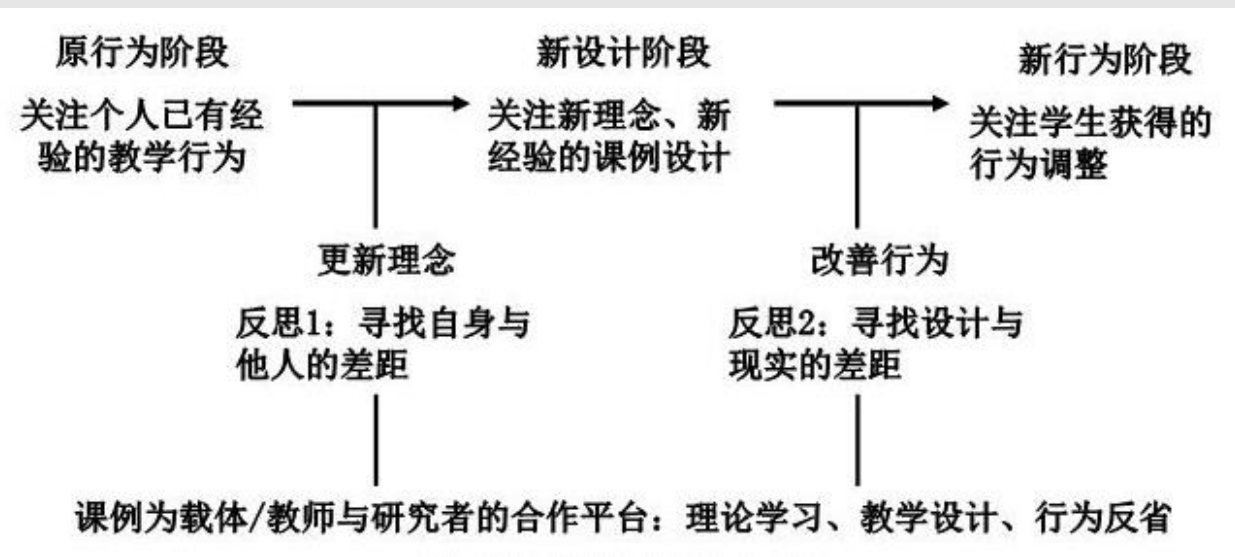 原行为阶段
关注个人已有经
验的教学行为
新设计阶段
关注新理念、新
经验的课例设计
新行为阶段
关注学生获得的
行为调整
更新理念
反思1：寻找自身与
他人的差距
改善行为
反思2：寻找设计与
现实的差距
课例为载体/教师与研究者的合作平台：理论学习、教学设计、行为反省